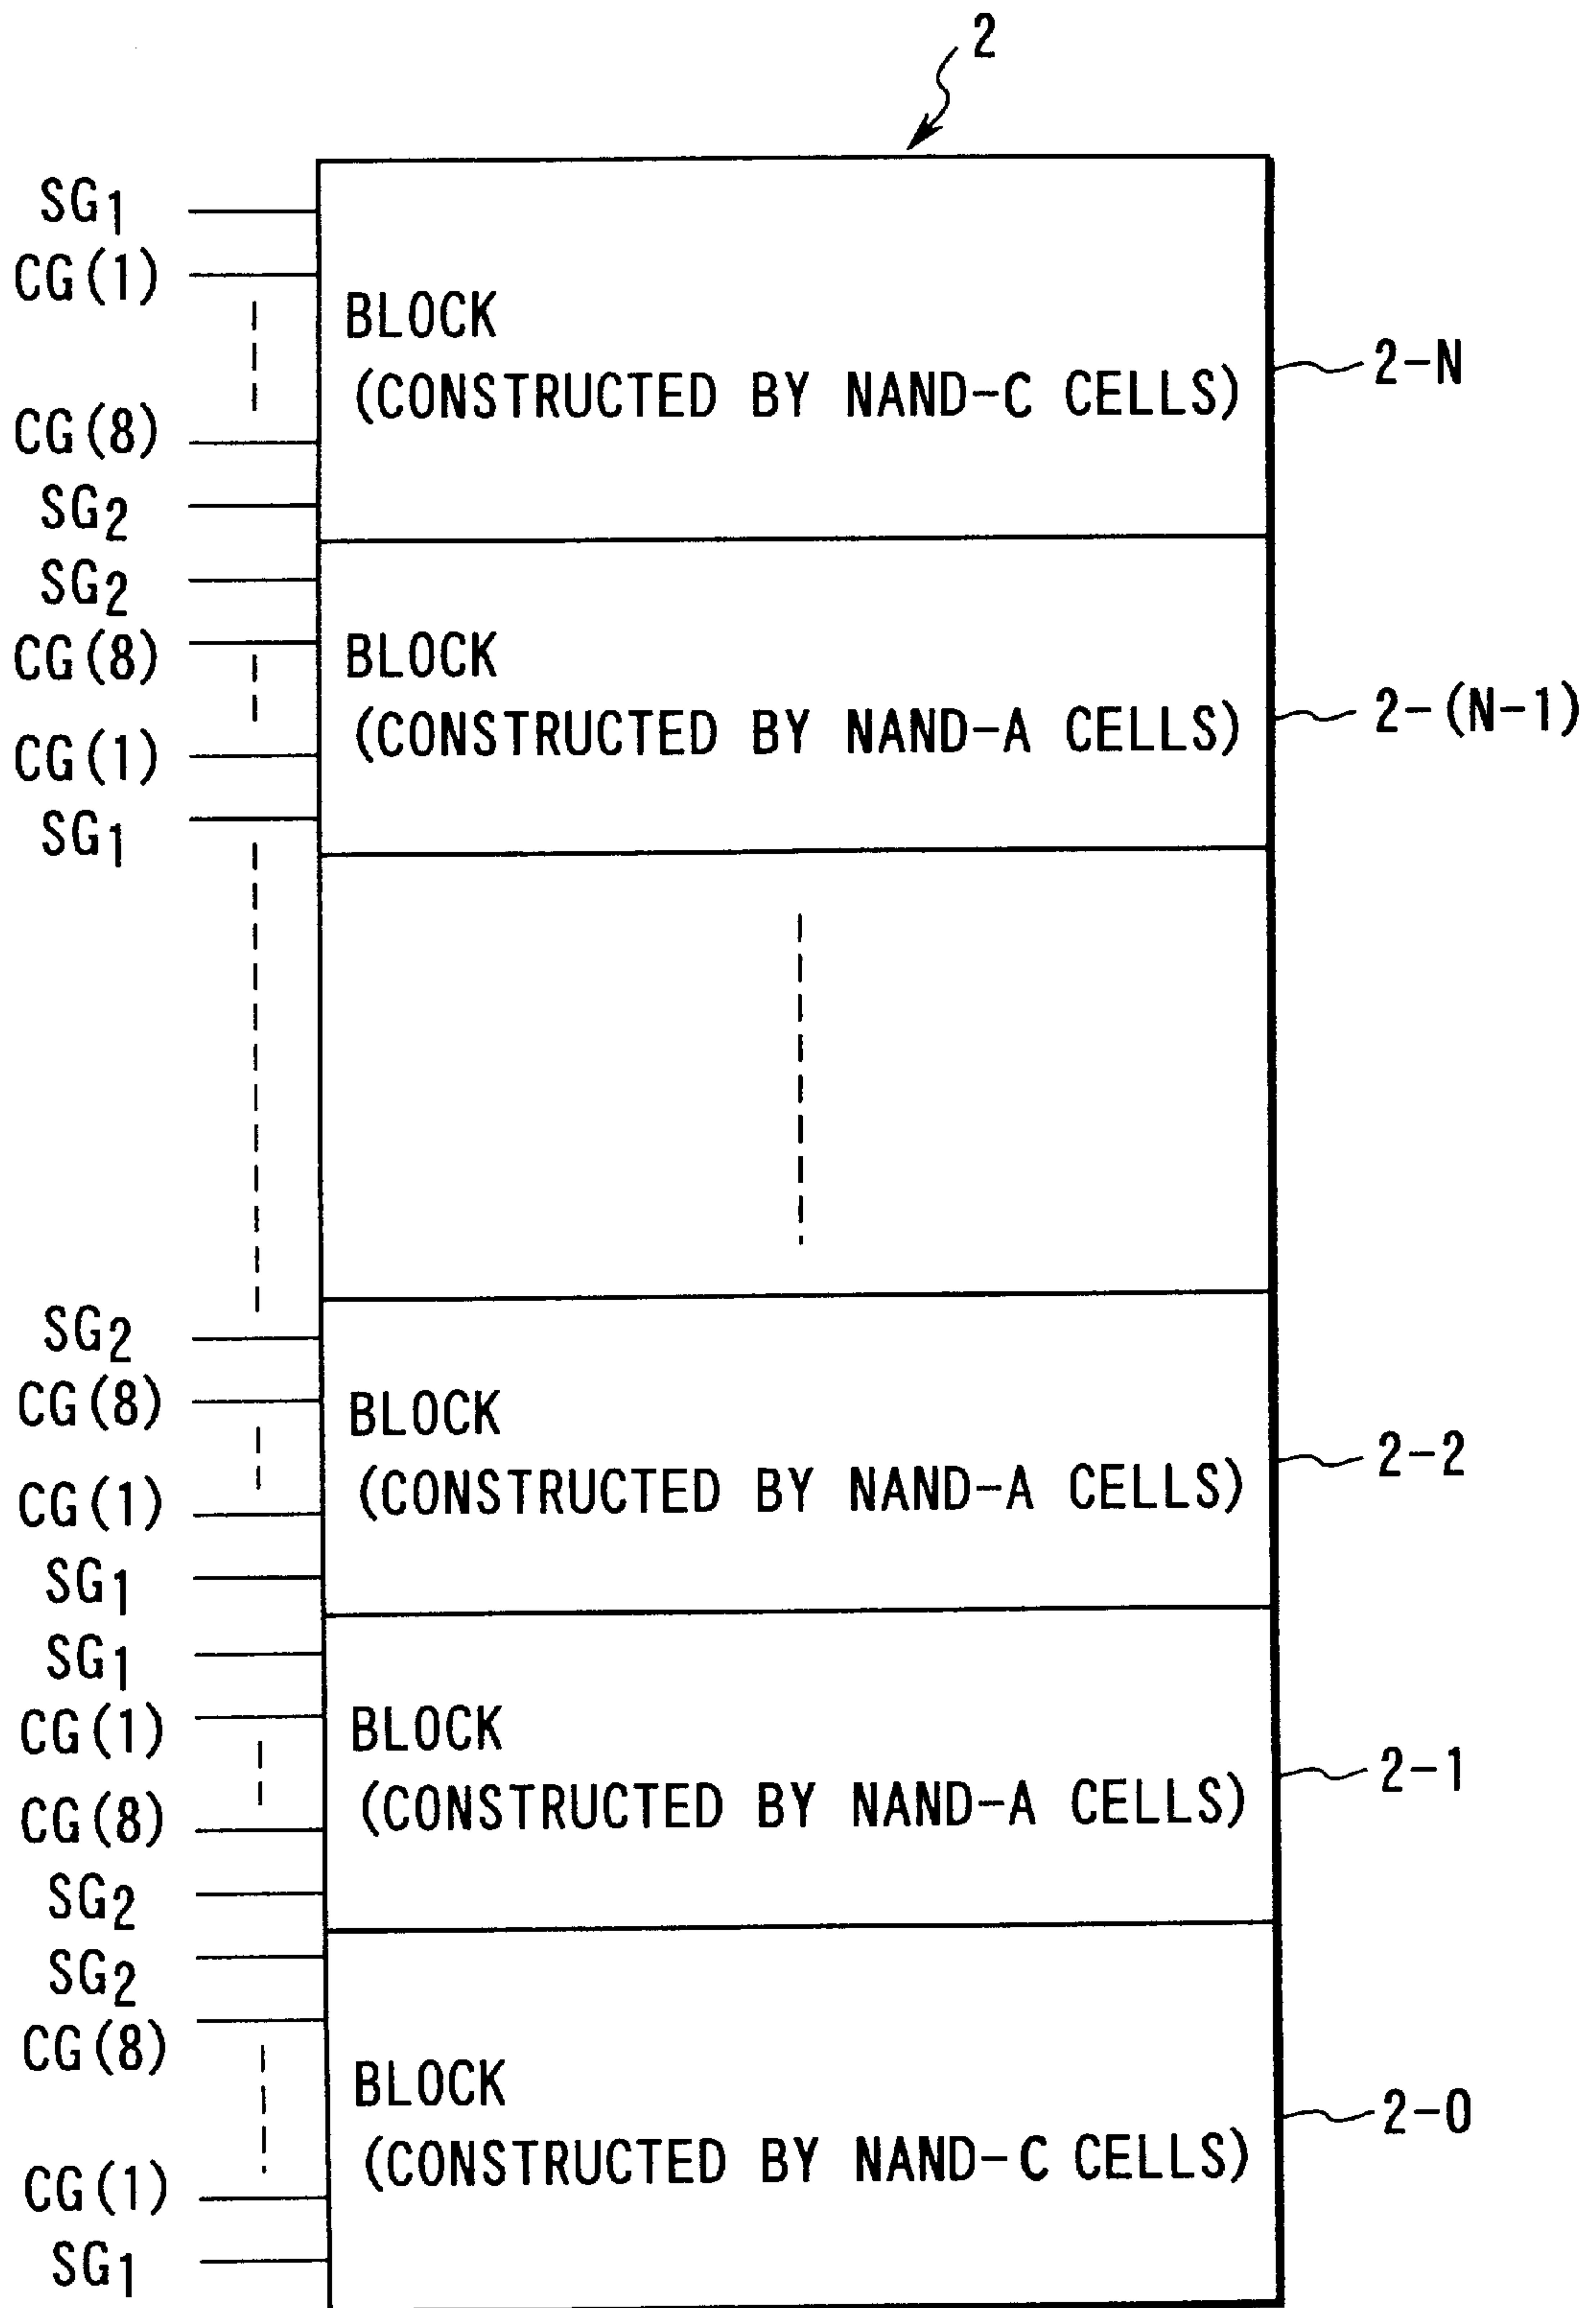 2
SG1
CG(1)
BLOCK
2-N
(CONSTRUCTED BY NAND-C CELLS)
CG(8)
SG2
SG2
CG(8)
BLOCK
2-(N-1)
(CONSTRUCTED BY NAND-A CELLS)
CG(1)
SG1
SG2
CG(8)
BLOCK
2-2
(CONSTRUCTED BY NAND-A CELLS)
CG(1)
SG1
SG1
CG(1)
BLOCK
2-1
(CONSTRUCTED BY NAND-A CELLS)
CG(8)
SG2
SG2
CG(8)
BLOCK
2-0
(CONSTRUCTED BY NAND-C CELLS)
CG(1)
SG1